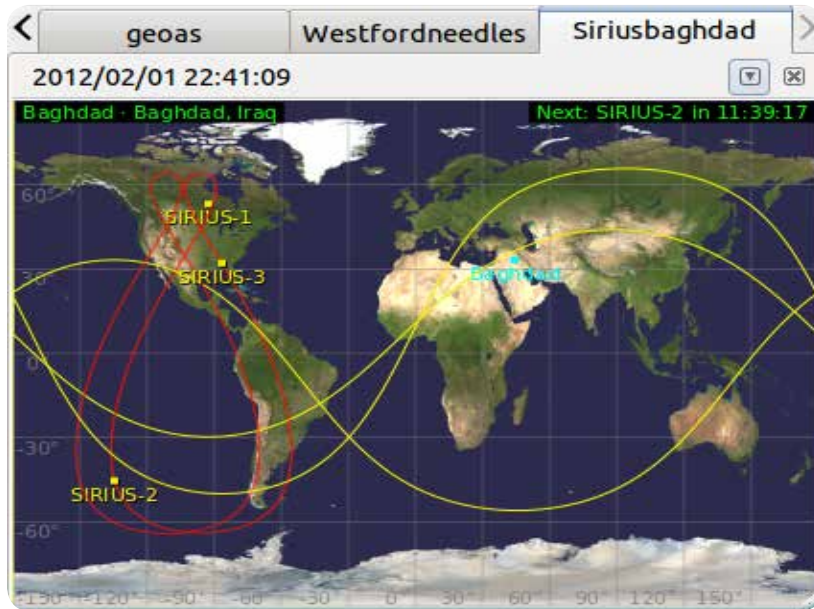 geoas Westfordneedles Siriusbaghdad
2012/02/01 22:41:09
Baghdad · Baghdad, Iraq Next: SIRIUS-2 in 11:39:17
60°
SIRIUS-1
30 SIRIUS-3 Baghdad
0°
-30°
SIRIUS-2
-60°
-150° -120° -90° -60° -30 0° 30° 60° 90° 120° 150°